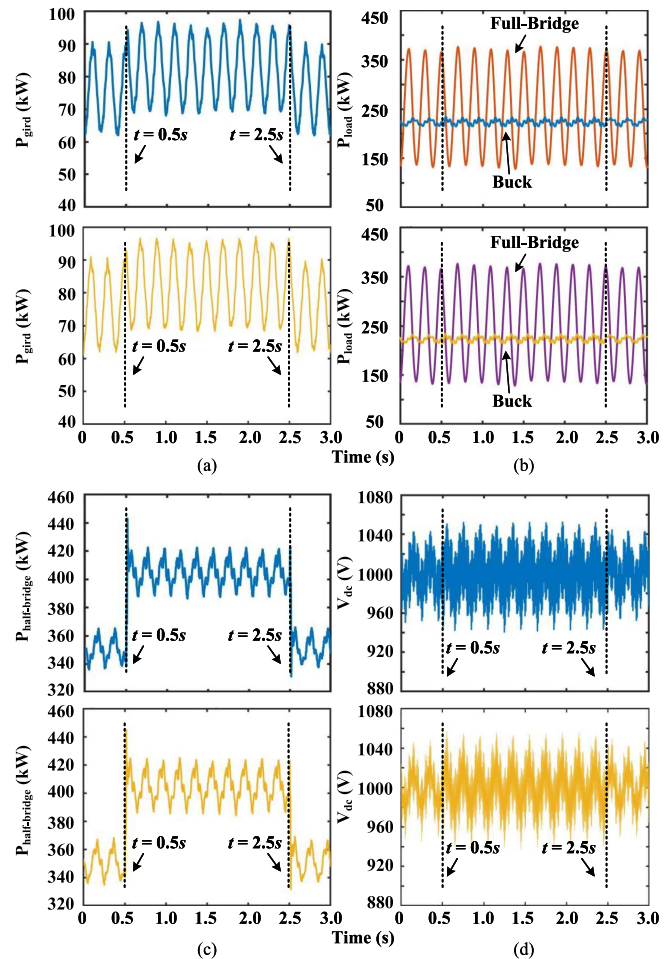 100
90
80
70
60
50
40
P_gird (kW)
t = 0.5s
t = 2.5s
450
350
250
150
50
P_load (kW)
Full-Bridge
Buck
100
90
80
70
60
50
40
P_gird (kW)
t = 0.5s
t = 2.5s
0 0.5 1.0 1.5 2.0 2.5 3.0
450
350
250
150
50
P_load (kW)
Full-Bridge
Buck
0 0.5 1.0 1.5 2.0 2.5 3.0
(a) Time (s) (b)
460
440
420
400
380
360
340
320
P_half-bridge (kW)
t = 0.5s
t = 2.5s
1080
1040
1000
960
920
880
V_dc (V)
t = 0.5s
t = 2.5s
460
440
420
400
380
360
340
320
P_half-bridge (kW)
t = 0.5s
t = 2.5s
0 0.5 1.0 1.5 2.0 2.5 3.0
1080
1040
1000
960
920
880
V_dc (V)
t = 0.5s
t = 2.5s
0 0.5 1.0 1.5 2.0 2.5 3.0
Time (s)
(c) (d)